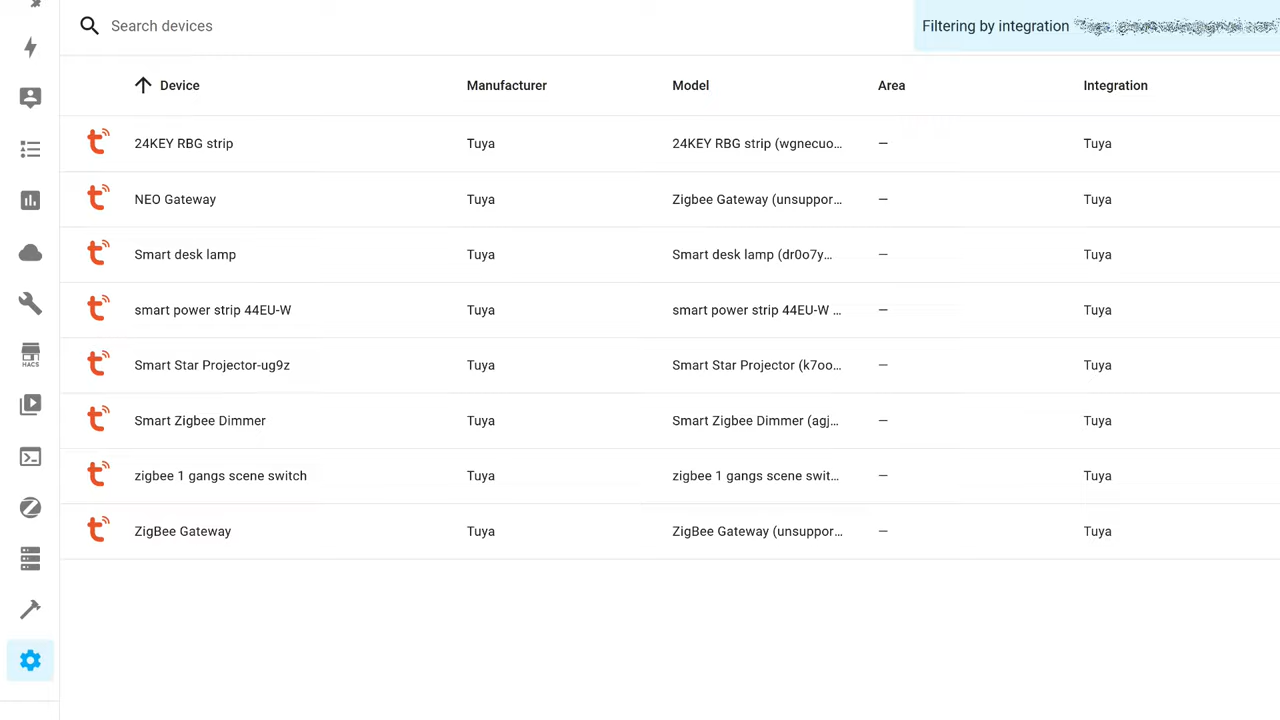 Search devices
Filtering by integration
Device Manufacturer Model Area Integration
24KEY RBG strip Tuya 24KEY RBG strip (wgnecuo... — Tuya
NEO Gateway Tuya Zigbee Gateway (unsuppor... — Tuya
Smart desk lamp Tuya Smart desk lamp (dr0o7y... — Tuya
smart power strip 44EU-W Tuya smart power strip 44EU-W ... — Tuya
Smart Star Projector-ug9z Tuya Smart Star Projector (k7oo... — Tuya
Smart Zigbee Dimmer Tuya Smart Zigbee Dimmer (agj... — Tuya
zigbee 1 gangs scene switch Tuya zigbee 1 gangs scene swit... — Tuya
ZigBee Gateway Tuya ZigBee Gateway (unsuppor... — Tuya
HACS